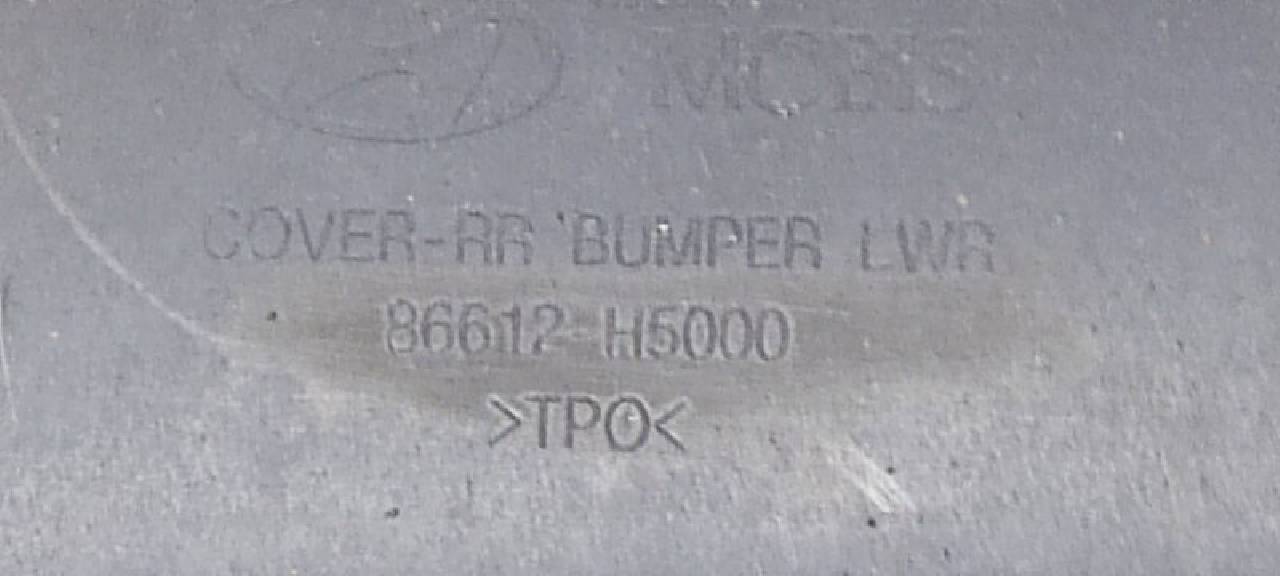 MOBIS
COVER-RR BUMPER LWR
86612-H5000
>TPO<